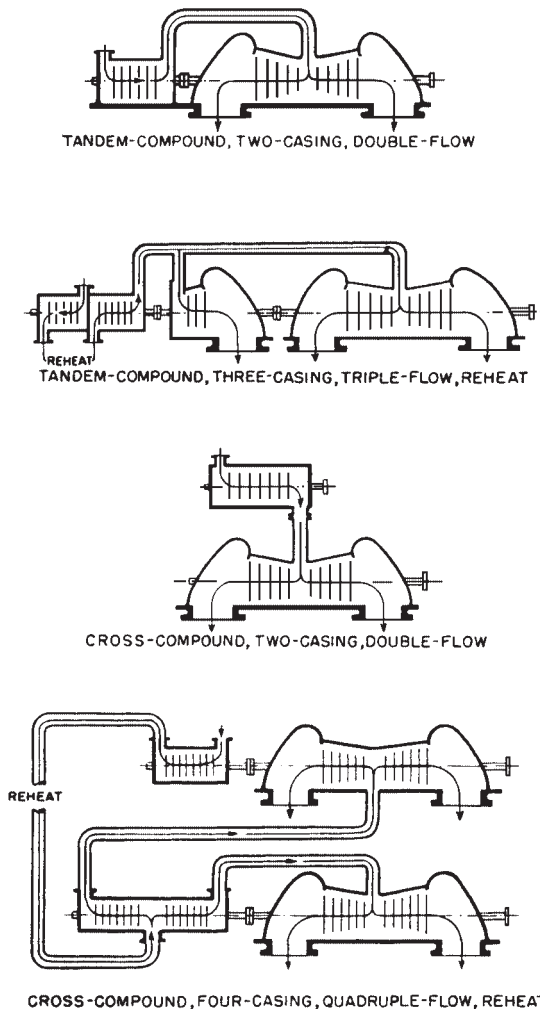 TANDEM-COMPOUND, TWO-CASING, DOUBLE-FLOW
REHEAT
TANDEM-COMPOUND, THREE-CASING, TRIPLE-FLOW, REHEAT
CROSS-COMPOUND, TWO-CASING, DOUBLE-FLOW
REHEAT
CROSS-COMPOUND, FOUR-CASING, QUADRUPLE-FLOW, REHEAT